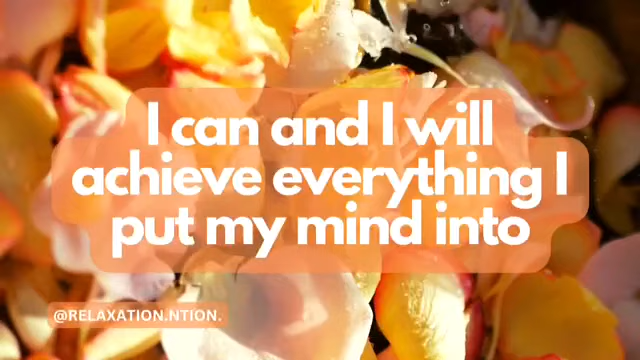 I can and I will
achieve everything I
put my mind into
@RELAXATION.NTION.